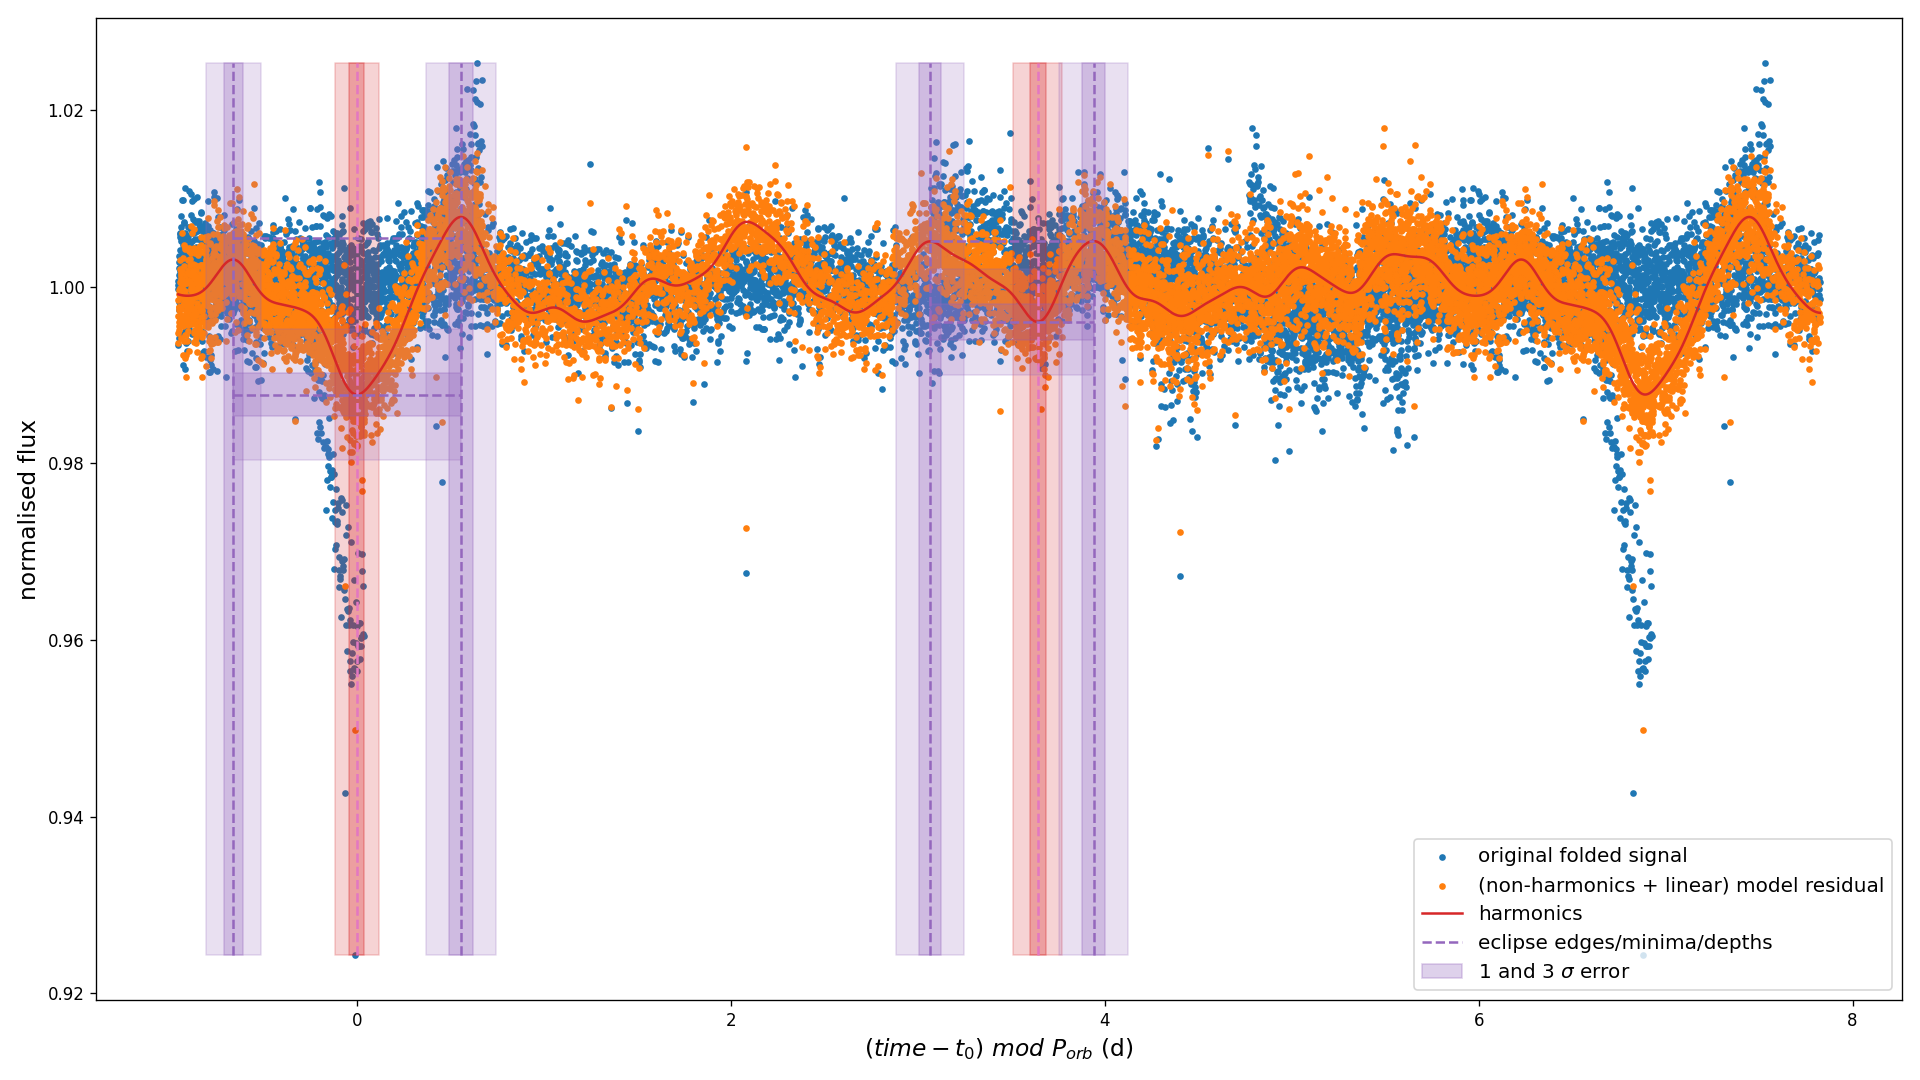 normalised flux
1.02
1.00
0.98
0.96
0.94
0.92
0
2
4
6
8
(time − t₀) mod Pₒᵣb (d)
original folded signal
(non-harmonics + linear) model residual
harmonics
eclipse edges/minima/depths
1 and 3 σ error